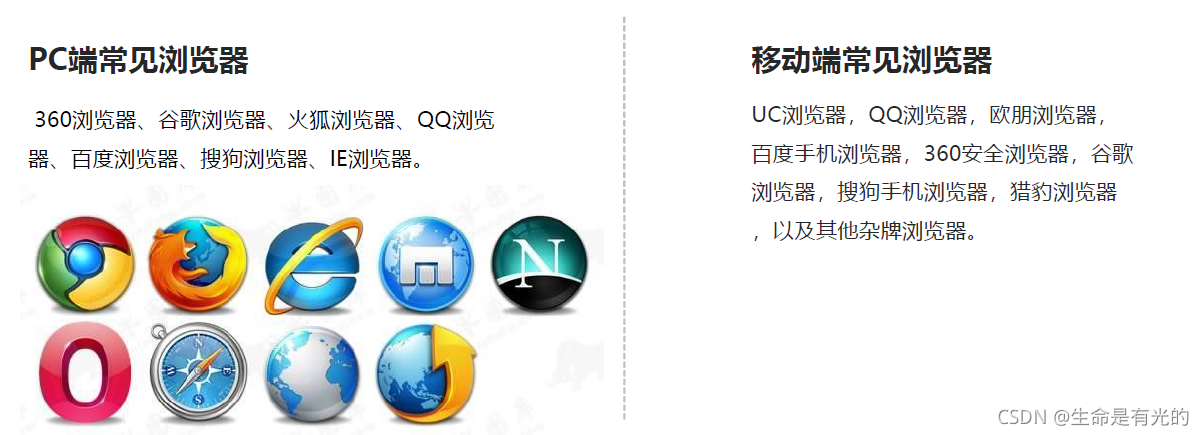 PC端常见浏览器
360浏览器、谷歌浏览器、火狐浏览器、QQ浏览
器、百度浏览器、搜狗浏览器、IE浏览器。
N
N
E
S
W
移动端常见浏览器
UC浏览器，QQ浏览器，欧朋浏览器，
百度手机浏览器，360安全浏览器，谷歌
浏览器，搜狗手机浏览器，猎豹浏览器
，以及其他杂牌浏览器。
CSDN @生命是有光的